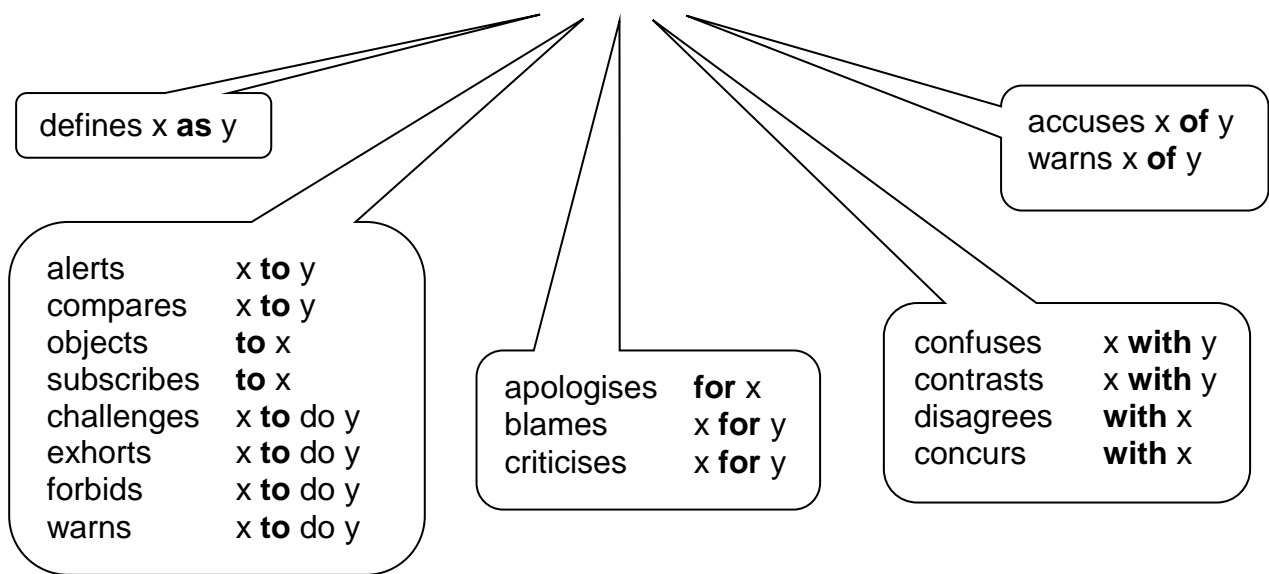 defines x as y
accuses x of y
warns x of y
alerts x to y
compares x to y
objects to x
subscribes to x
challenges x to do y
exhorts x to do y
forbids x to do y
warns x to do y
apologises for x
blames x for y
criticises x for y
confuses x with y
contrasts x with y
disagrees with x
concurs with x